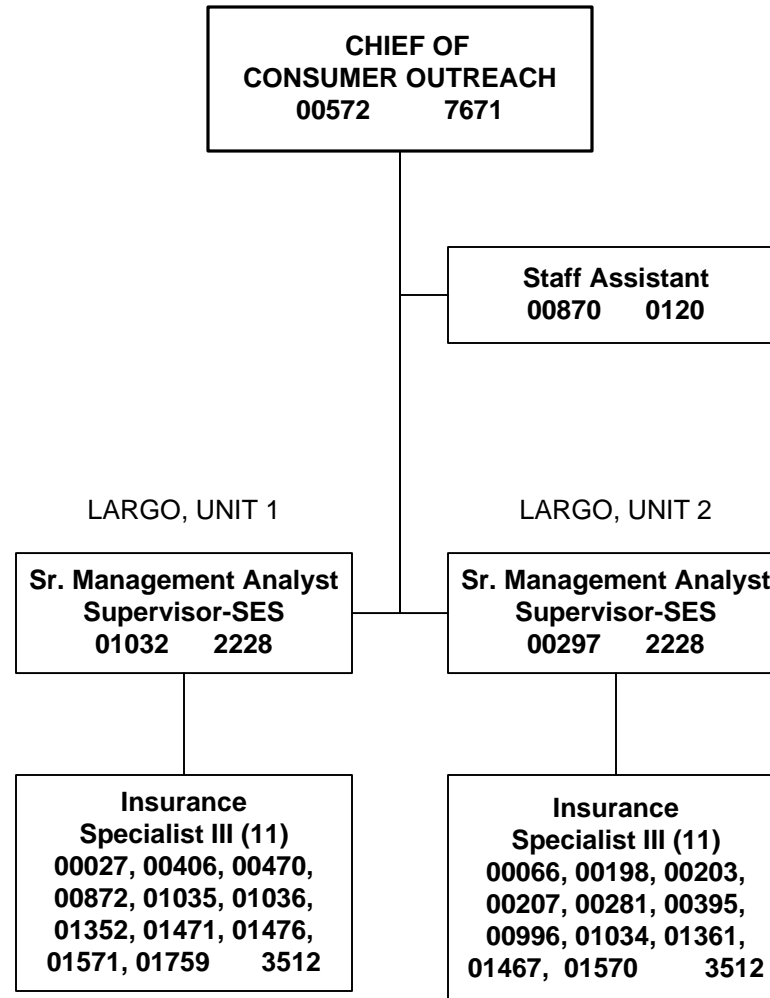 CHIEF OF
CONSUMER OUTREACH
00572 7671
Staff Assistant
00870 0120
LARGO, UNIT 1
Sr. Management Analyst
Supervisor-SES
01032 2228
Insurance
Specialist III (11)
00027, 00406, 00470,
00872, 01035, 01036,
01352, 01471, 01476,
01571, 01759 3512
LARGO, UNIT 2
Sr. Management Analyst
Supervisor-SES
00297 2228
Insurance
Specialist III (11)
00066, 00198, 00203,
00207, 00281, 00395,
00996, 01034, 01361,
01467, 01570 3512